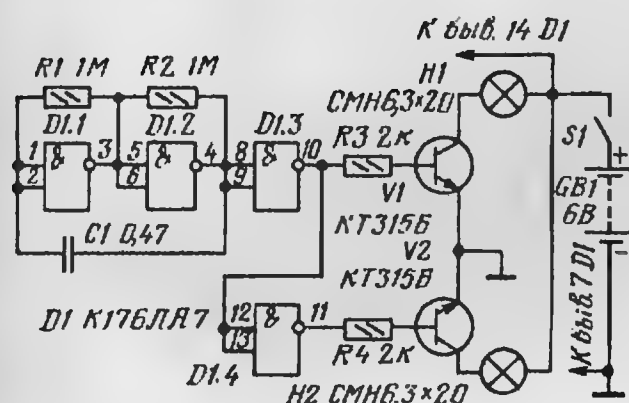 К выв. 14 D1
R1 1М
R2 1М
H1
СМН6,3×20
D1.1
D1.2
D1.3
R3 2к
S1
1
2
&
3
5
6
&
4
8
9
&
10
V1
КТ315Б
+
GB1
6В
C1 0,47
V2
КТ315В
К выв. 7 D1
D1 К176ЛА7
12
13
&
11
D1.4
R4 2к
H2 СМН6,3×20